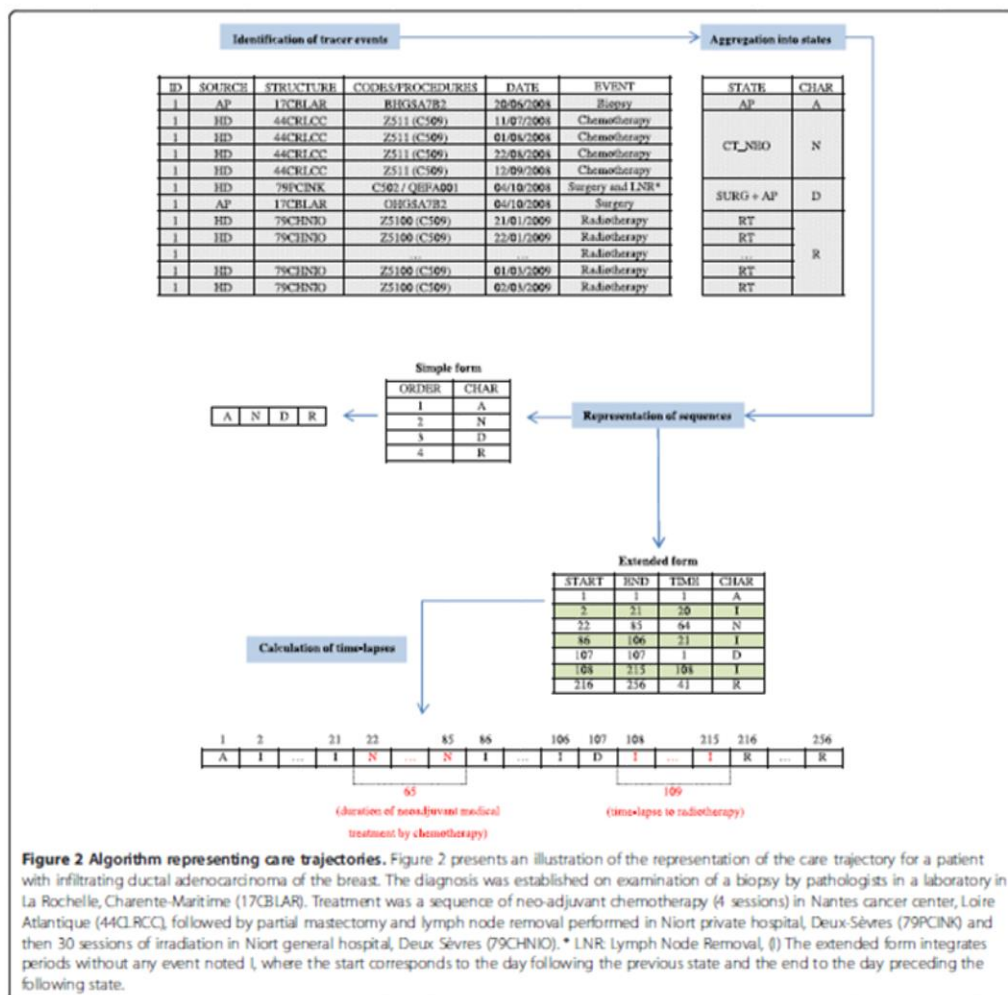 Identification of tracer events
Aggregation into states
ID SOURCE STRUCTURE CODES/PROCEDURES DATE EVENT
1 AP 17CBLAR BHGSA7B2 20/06/2008 Biopsy
1 HD 44CRLCC Z511 (C509) 11/07/2008 Chemotherapy
1 HD 44CRLCC Z511 (C509) 01/08/2008 Chemotherapy
1 HD 44CRLCC Z511 (C509) 22/08/2008 Chemotherapy
1 HD 44CRLCC Z511 (C509) 12/09/2008 Chemotherapy
1 HD 79PCINK C502 / QEFA001 04/10/2008 Surgery and LNR*
1 AP 17CBLAR OHGSA7B2 04/10/2008 Surgery
1 HD 79CHNIO Z5100 (C509) 21/01/2009 Radiotherapy
1 HD 79CHNIO Z5100 (C509) 22/01/2009 Radiotherapy
1 ... ... Radiotherapy
1 HD 79CHNIO Z5100 (C509) 01/03/2009 Radiotherapy
1 HD 79CHNIO Z5100 (C509) 02/03/2009 Radiotherapy
STATE CHAR
AP A
CT_NEO N
SURG + AP D
RT
RT
... R
RT
RT
Simple form
ORDER CHAR
1 A
2 N
3 D
4 R
A N D R
Representation of sequences
Extended form
START END TIME CHAR
1 1 1 A
2 21 20 I
22 85 64 N
86 106 21 I
107 107 1 D
108 215 108 I
216 256 41 R
Calculation of time-lapses
1 2 21 22 85 86 106 107 108 215 216 256
A I ... I N ... N I ... I D I ... I R ... R
65
(duration of neoadjuvant medical
treatment by chemotherapy)
109
(time-lapse to radiotherapy)
Figure 2 Algorithm representing care trajectories. Figure 2 presents an illustration of the representation of the care trajectory for a patient
with infiltrating ductal adenocarcinoma of the breast. The diagnosis was established on examination of a biopsy by pathologists in a laboratory in
La Rochelle, Charente-Maritime (17CBLAR). Treatment was a sequence of neo-adjuvant chemotherapy (4 sessions) in Nantes cancer center, Loire
Atlantique (44CLRCC), followed by partial mastectomy and lymph node removal performed in Niort private hospital, Deux-Sèvres (79PCINK) and
then 30 sessions of irradiation in Niort general hospital, Deux Sèvres (79CHNIO). * LNR: Lymph Node Removal, (I) The extended form integrates
periods without any event noted I, where the start corresponds to the day following the previous state and the end to the day preceding the
following state.